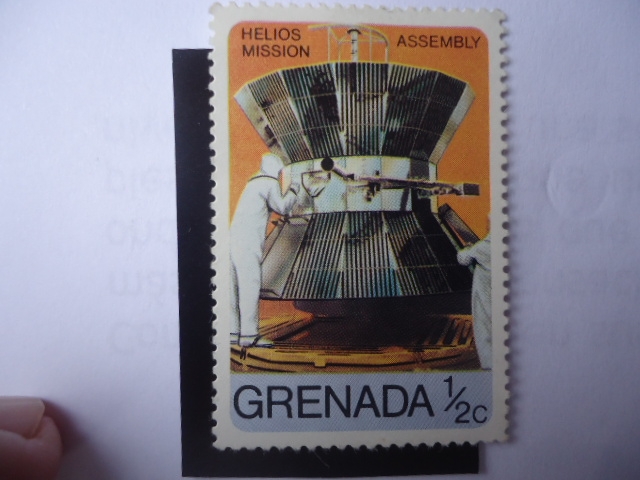 HELIOS
MISSION
ASSEMBLY
GRENADA 1/2c